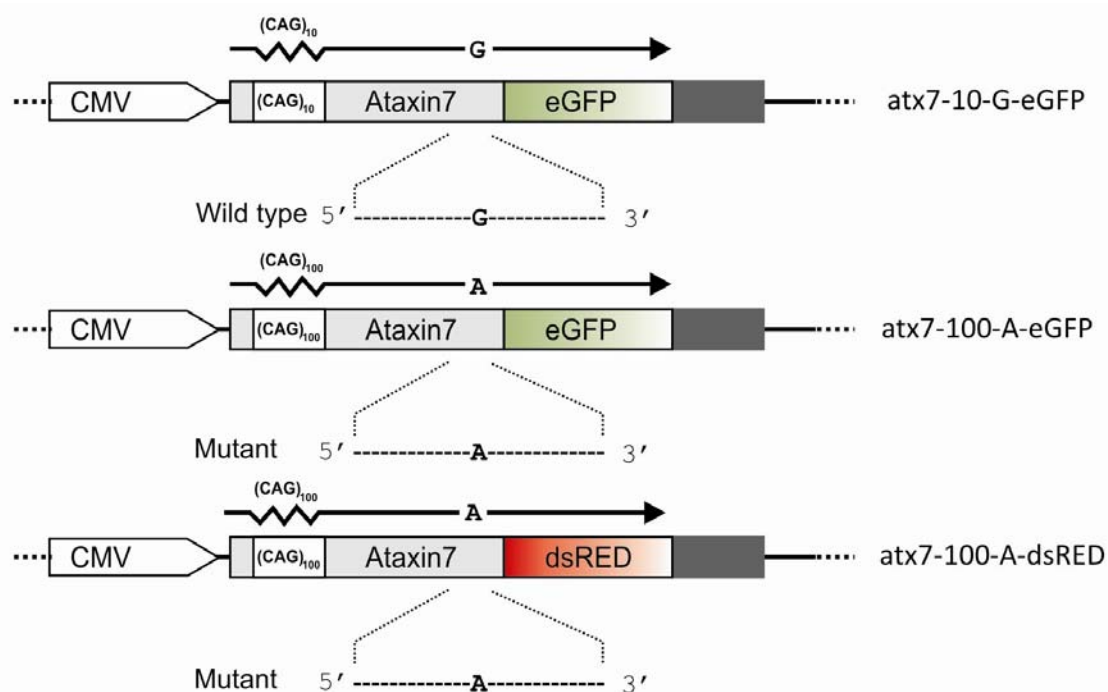 (CAG)10
G
CMV (CAG)10 Ataxin7 eGFP atx7-10-G-eGFP
Wild type 5′ ------------G------------ 3′
(CAG)100
A
CMV (CAG)100 Ataxin7 eGFP atx7-100-A-eGFP
Mutant 5′ ------------A------------ 3′
(CAG)100
A
CMV (CAG)100 Ataxin7 dsRED atx7-100-A-dsRED
Mutant 5′ ------------A------------ 3′